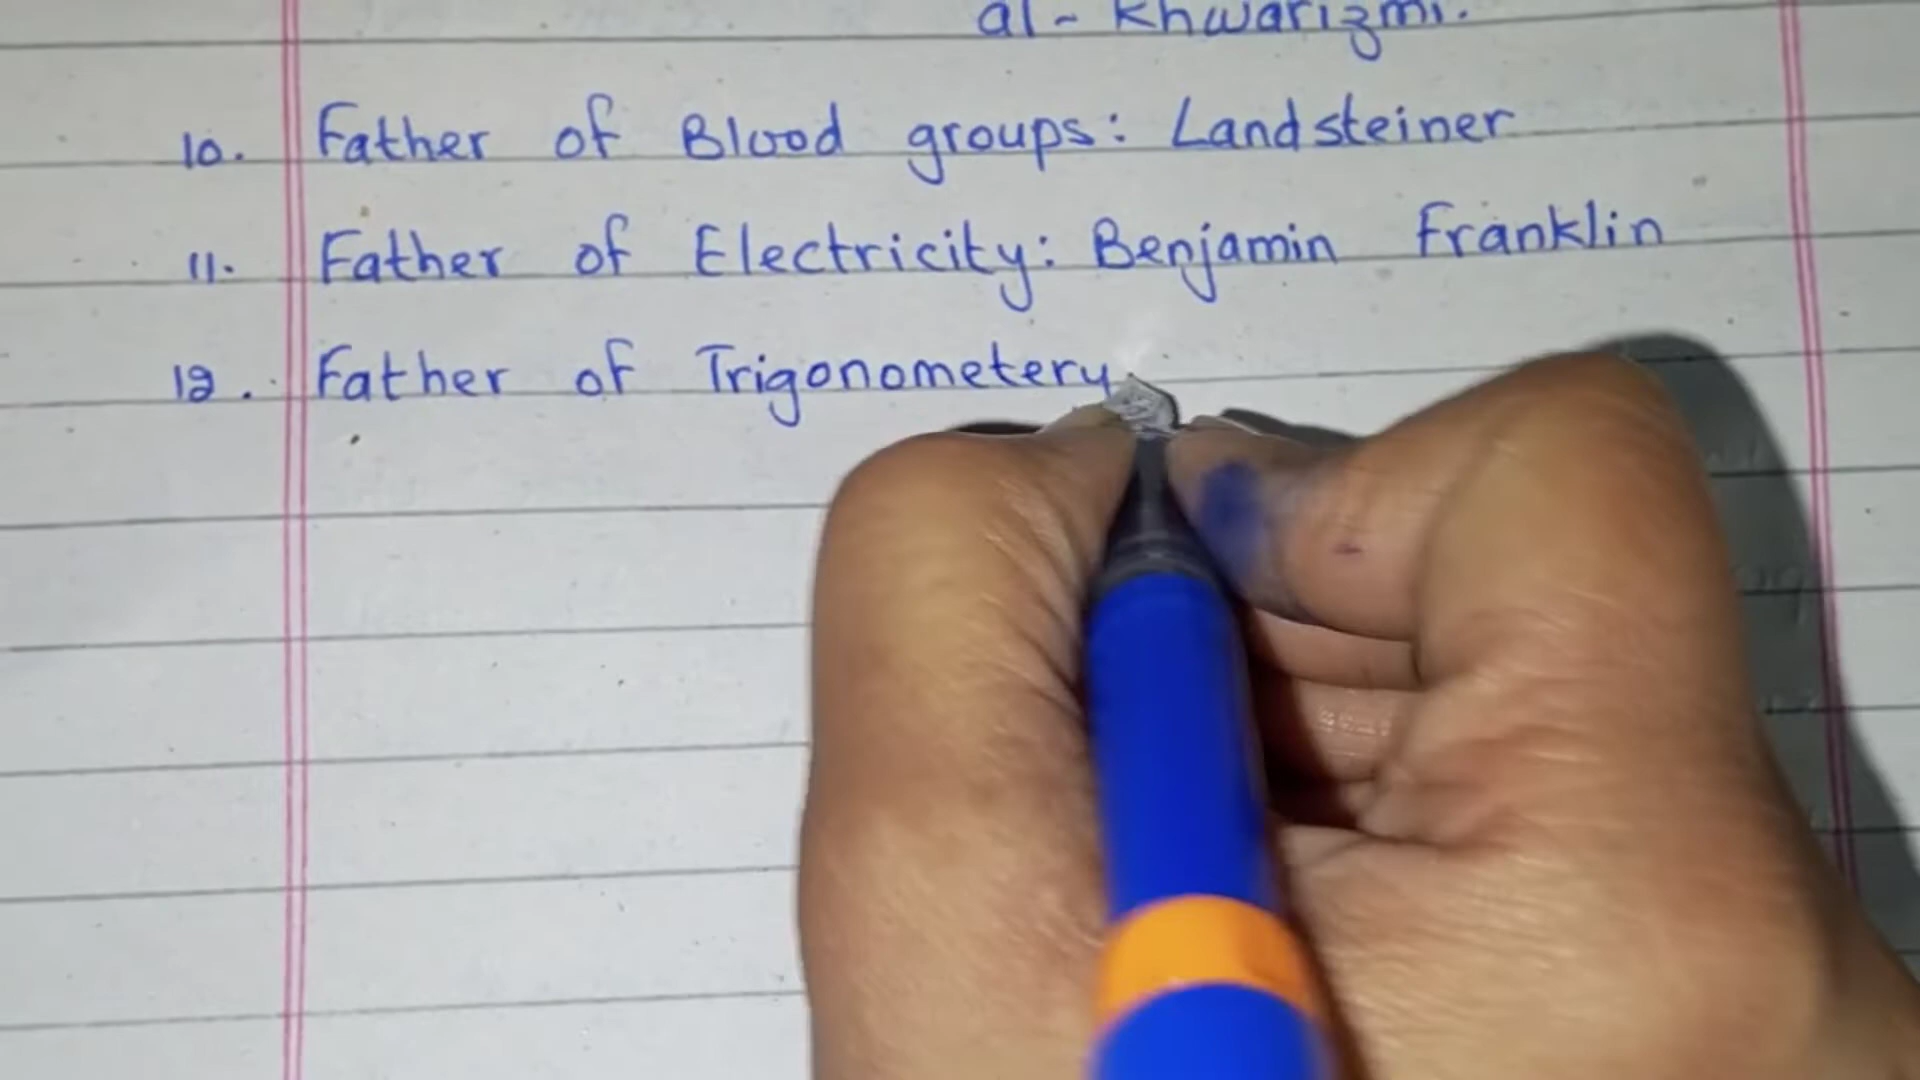 al-Khwarizmi.
10. Father of Blood groups: Landsteiner
11. Father of Electricity: Benjamin Franklin
12. Father of Trigonometery